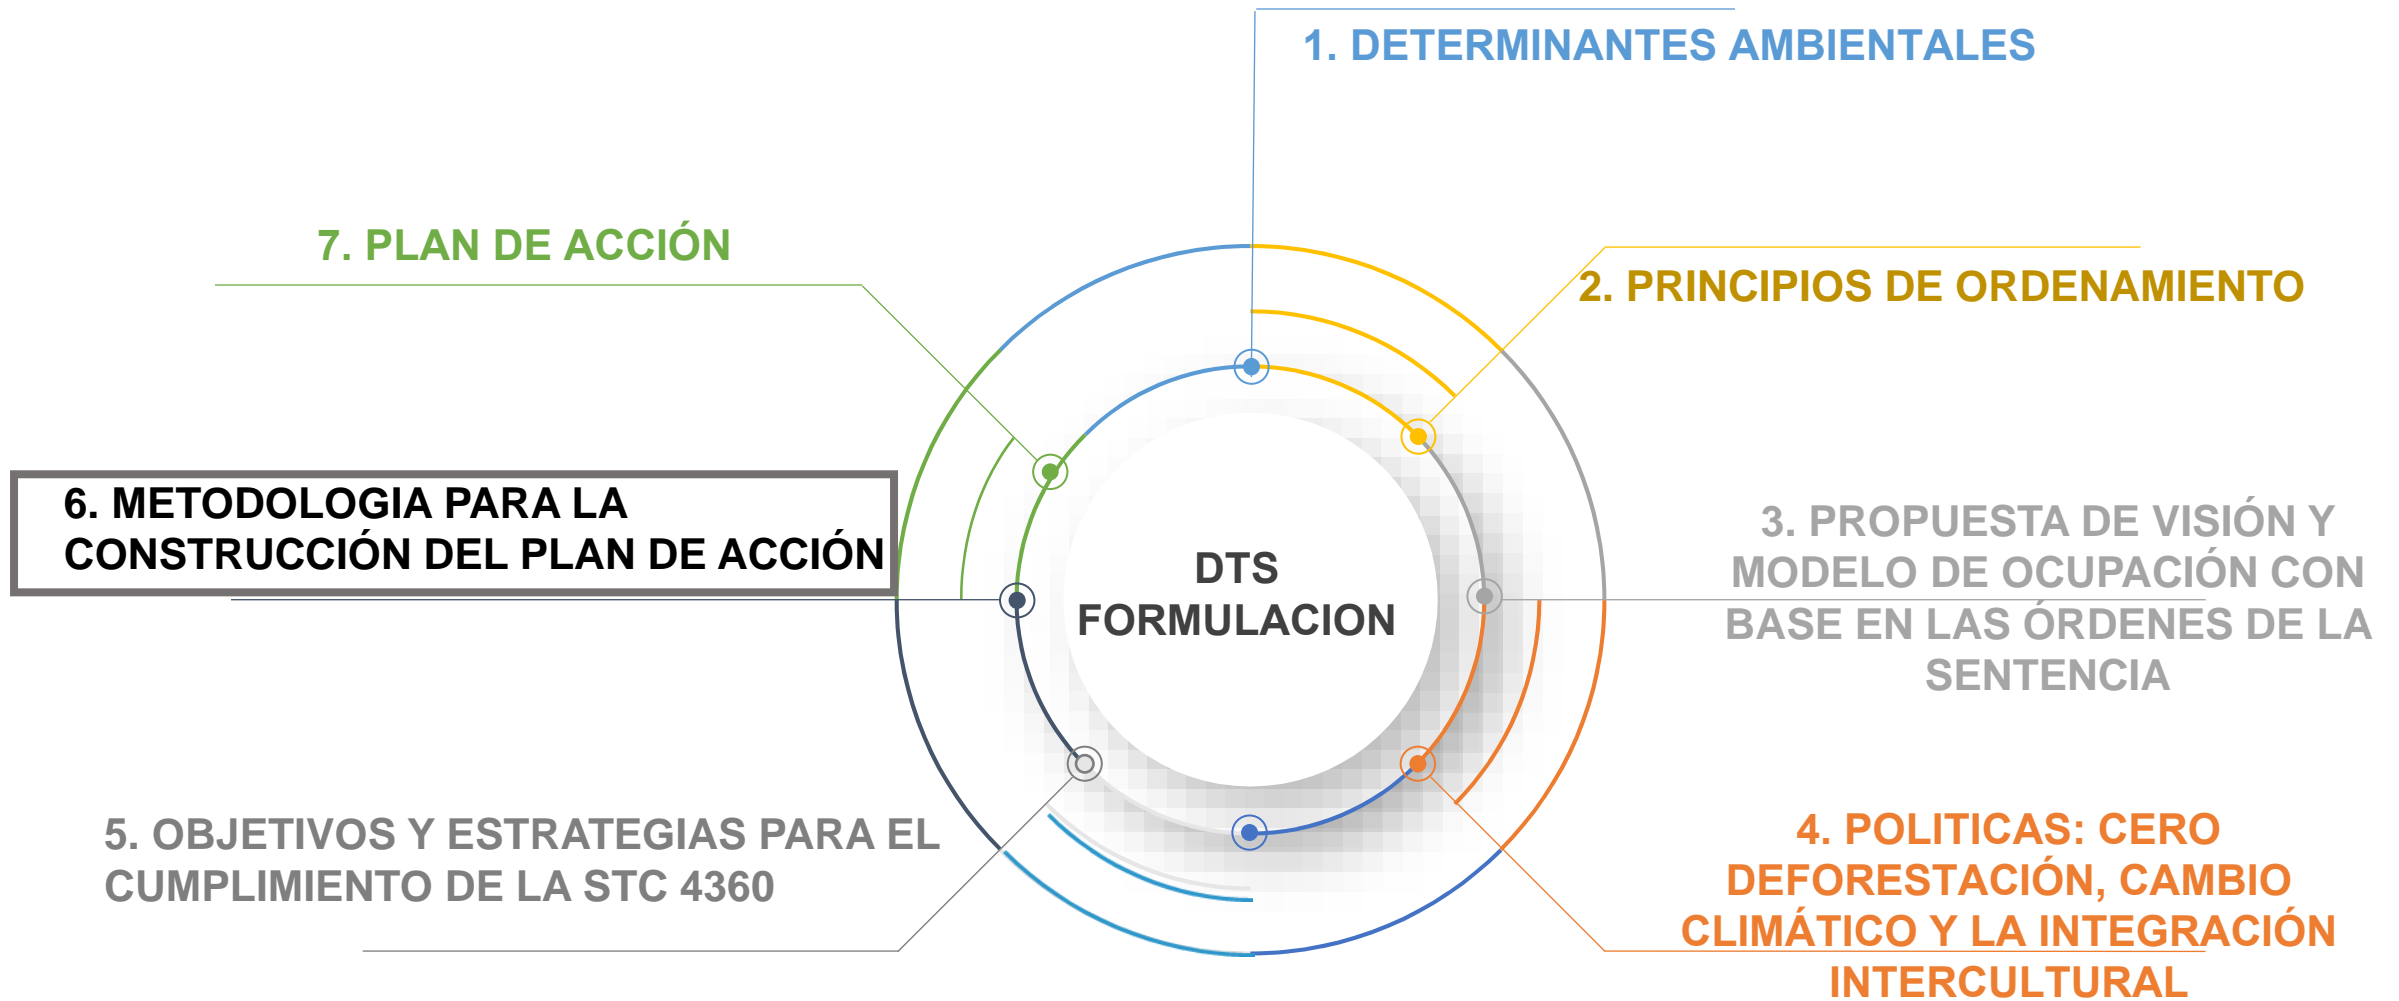 1. DETERMINANTES AMBIENTALES
2. PRINCIPIOS DE ORDENAMIENTO
3. PROPUESTA DE VISIÓN Y
MODELO DE OCUPACIÓN CON
BASE EN LAS ÓRDENES DE LA
SENTENCIA
4. POLITICAS: CERO
DEFORESTACIÓN, CAMBIO
CLIMÁTICO Y LA INTEGRACIÓN
INTERCULTURAL
5. OBJETIVOS Y ESTRATEGIAS PARA EL
CUMPLIMIENTO DE LA STC 4360
6. METODOLOGIA PARA LA
CONSTRUCCIÓN DEL PLAN DE ACCIÓN
7. PLAN DE ACCIÓN
DTS
FORMULACION